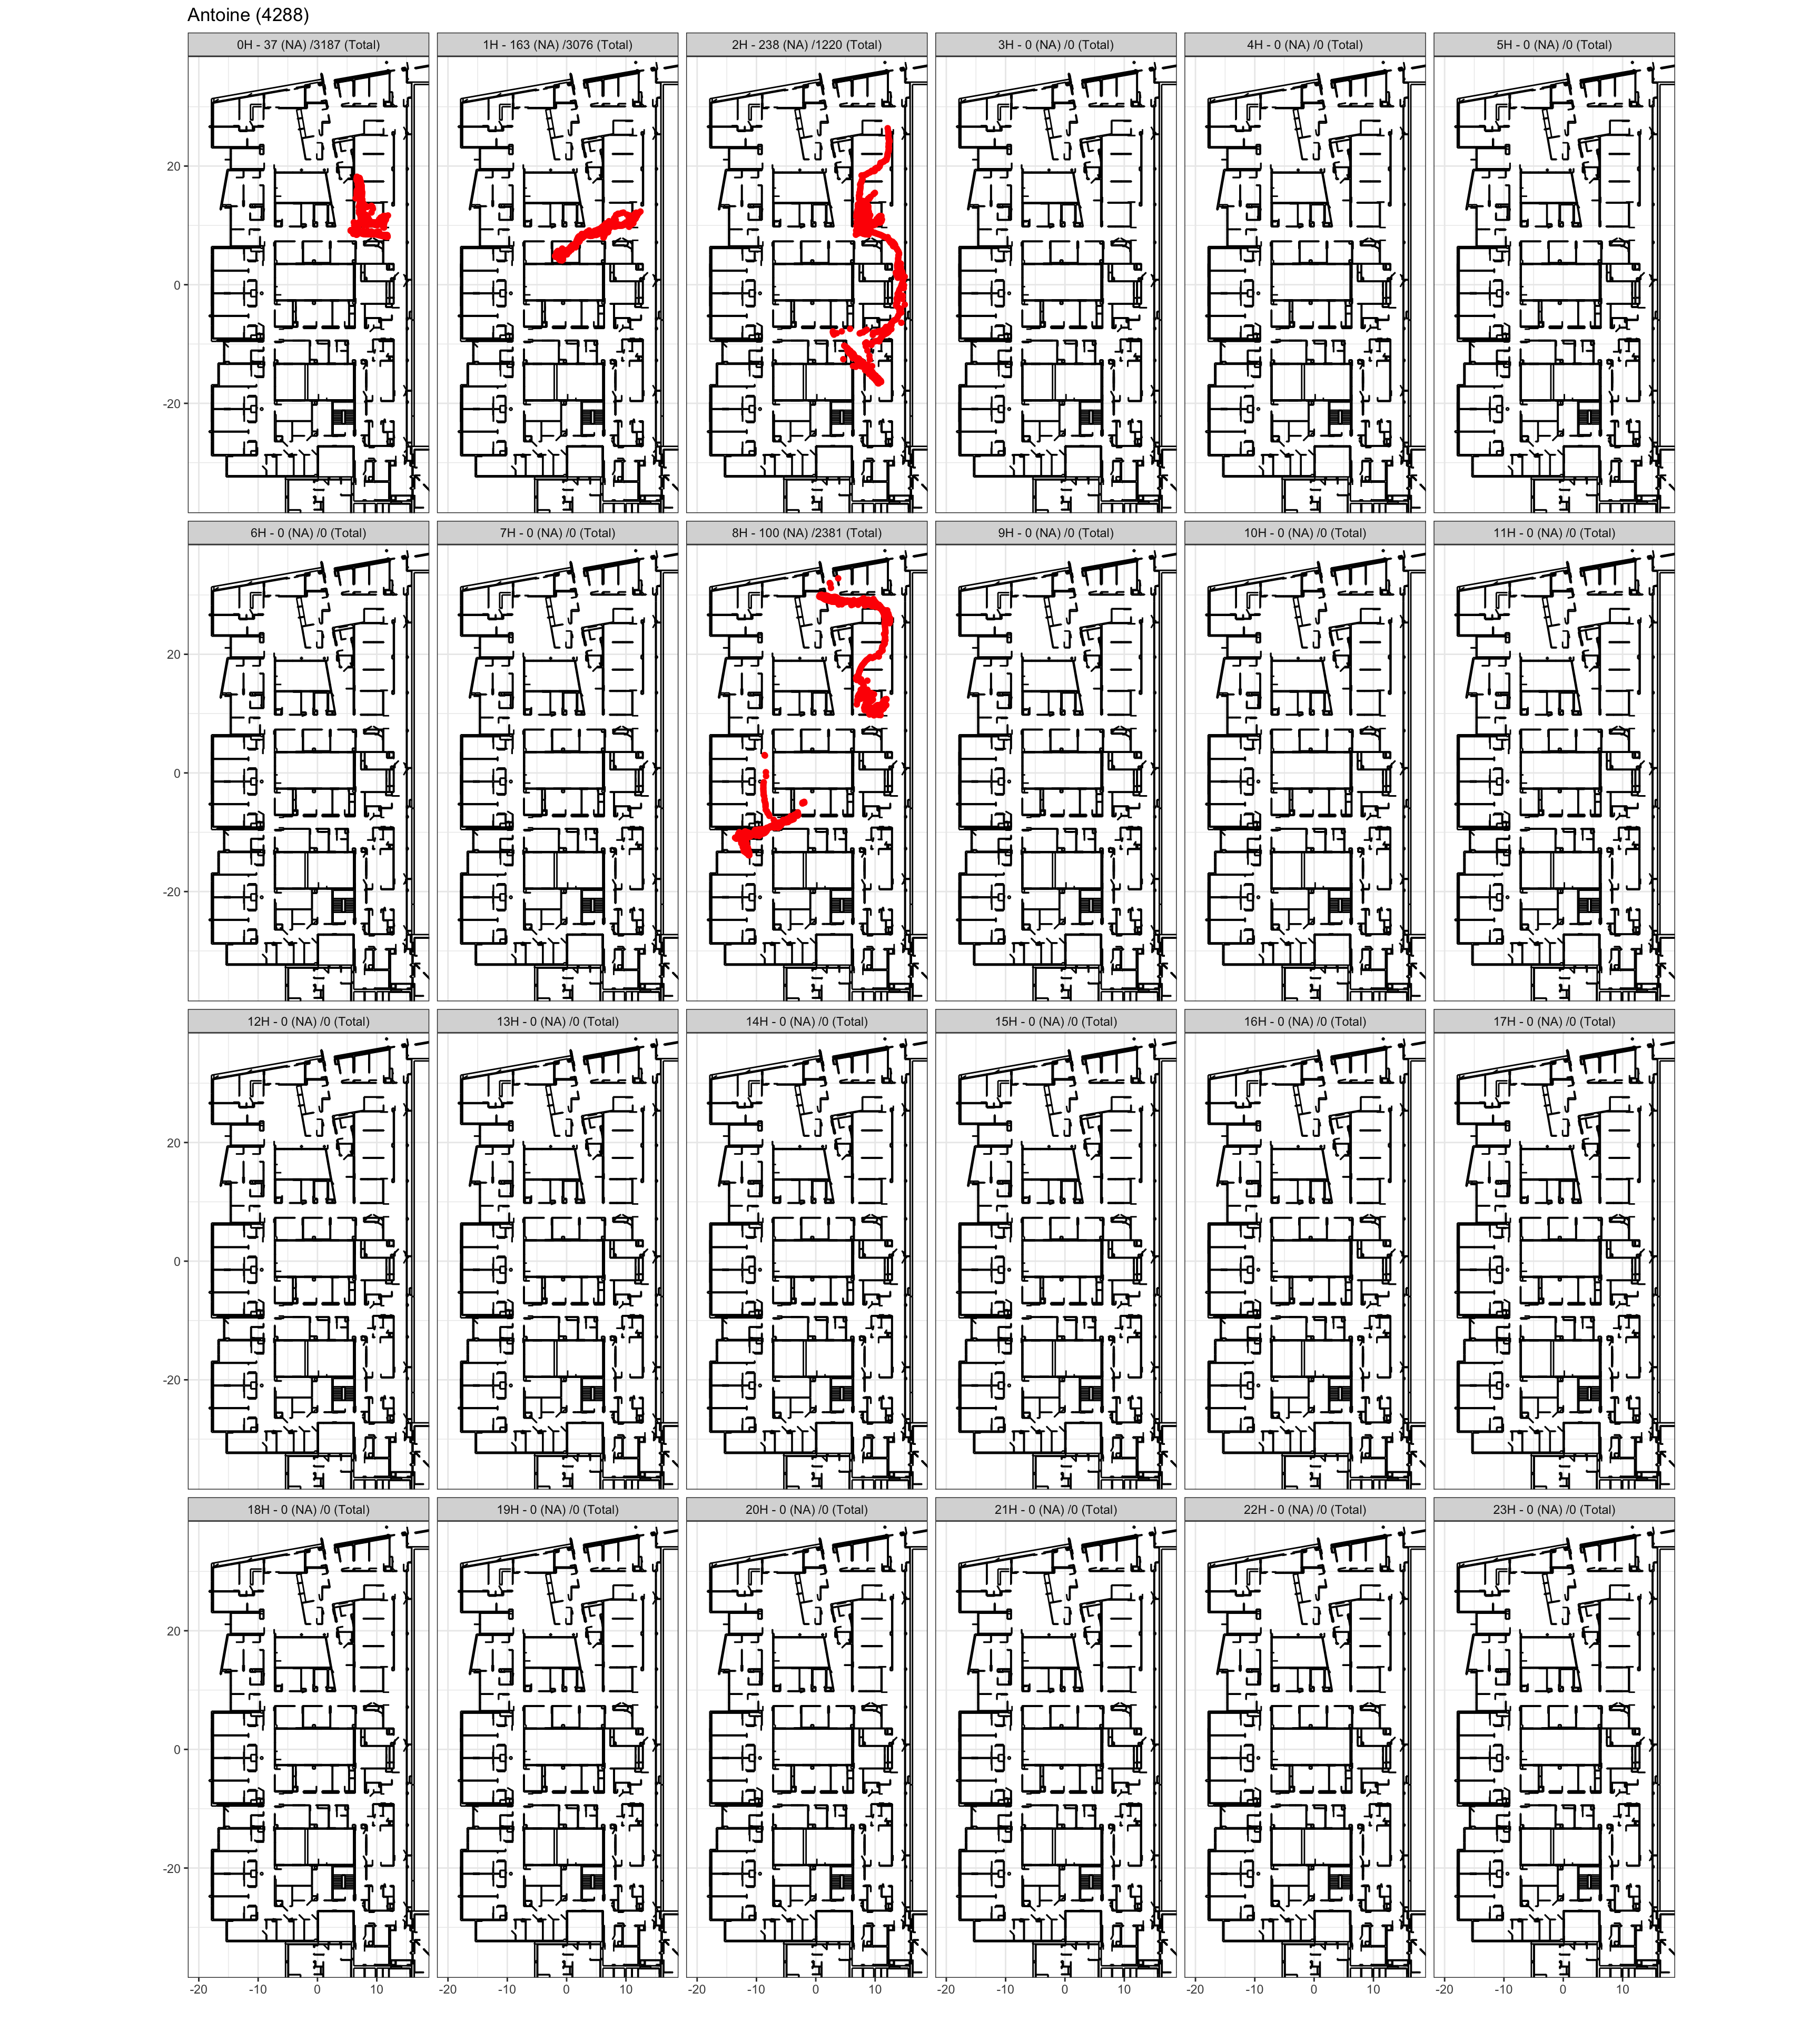 Antoine (4288)
0H - 37 (NA) /3187 (Total) 1H - 163 (NA) /3076 (Total) 2H - 238 (NA) /1220 (Total) 3H - 0 (NA) /0 (Total) 4H - 0 (NA) /0 (Total) 5H - 0 (NA) /0 (Total)
20
0
-20
6H - 0 (NA) /0 (Total) 7H - 0 (NA) /0 (Total) 8H - 100 (NA) /2381 (Total) 9H - 0 (NA) /0 (Total) 10H - 0 (NA) /0 (Total) 11H - 0 (NA) /0 (Total)
20
0
-20
12H - 0 (NA) /0 (Total) 13H - 0 (NA) /0 (Total) 14H - 0 (NA) /0 (Total) 15H - 0 (NA) /0 (Total) 16H - 0 (NA) /0 (Total) 17H - 0 (NA) /0 (Total)
20
0
-20
18H - 0 (NA) /0 (Total) 19H - 0 (NA) /0 (Total) 20H - 0 (NA) /0 (Total) 21H - 0 (NA) /0 (Total) 22H - 0 (NA) /0 (Total) 23H - 0 (NA) /0 (Total)
20
0
-20
-20 -10 0 10 -20 -10 0 10 -20 -10 0 10 -20 -10 0 10 -20 -10 0 10 -20 -10 0 10